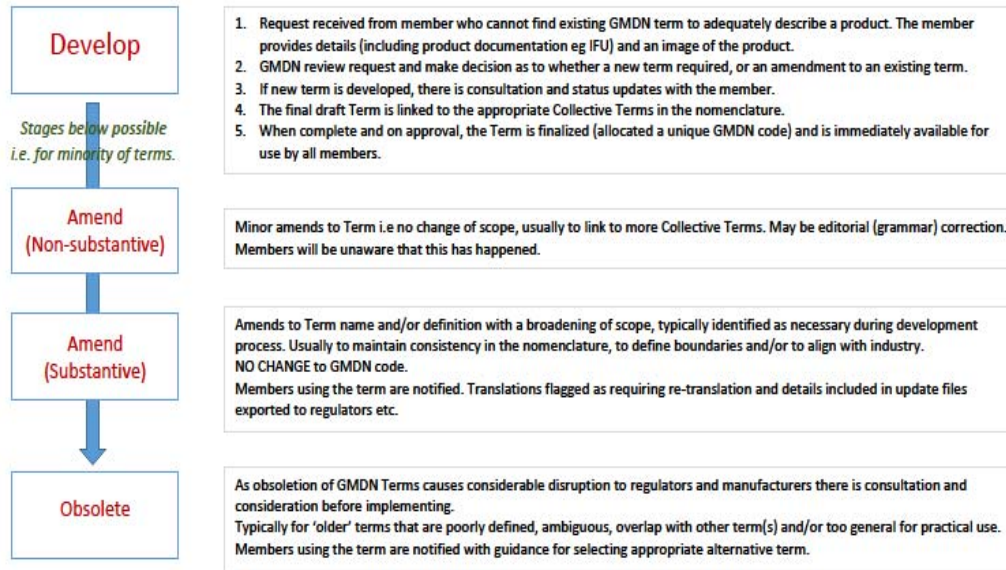 Develop
1. Request received from member who cannot find existing GMDN term to adequately describe a product. The member
provides details (including product documentation eg IFU) and an image of the product.
2. GMDN review request and make decision as to whether a new term required, or an amendment to an existing term.
3. If new term is developed, there is consultation and status updates with the member.
4. The final draft Term is linked to the appropriate Collective Terms in the nomenclature.
5. When complete and on approval, the Term is finalized (allocated a unique GMDN code) and is immediately available for
use by all members.
Stages below possible
i.e. for minority of terms.
Amend
(Non-substantive)
Minor amends to Term i.e no change of scope, usually to link to more Collective Terms. May be editorial (grammar) correction.
Members will be unaware that this has happened.
Amend
(Substantive)
Amends to Term name and/or definition with a broadening of scope, typically identified as necessary during development
process. Usually to maintain consistency in the nomenclature, to define boundaries and/or to align with industry.
NO CHANGE to GMDN code.
Members using the term are notified. Translations flagged as requiring re-translation and details included in update files
exported to regulators etc.
Obsolete
As obsoletion of GMDN Terms causes considerable disruption to regulators and manufacturers there is consultation and
consideration before implementing.
Typically for 'older' terms that are poorly defined, ambiguous, overlap with other term(s) and/or too general for practical use.
Members using the term are notified with guidance for selecting appropriate alternative term.